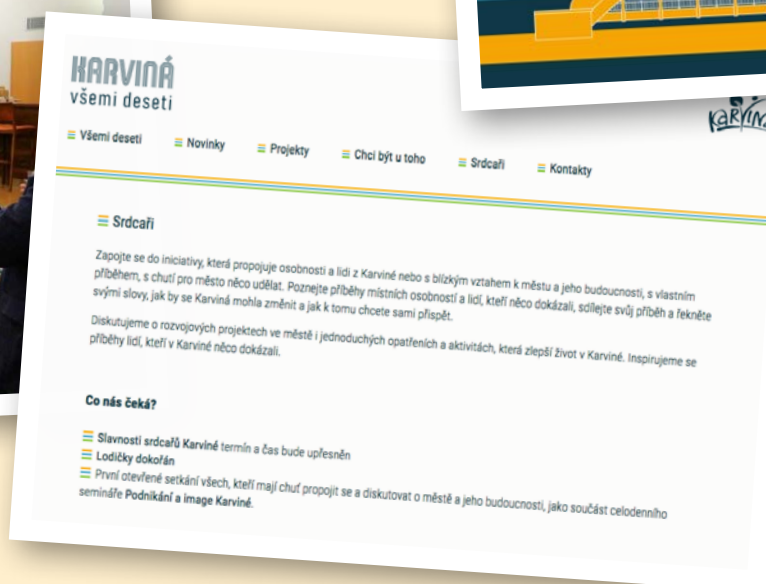 KARVINÁ
všemi deseti
KARVINÁ
Všemi deseti
Novinky
Projekty
Chci být u toho
Srdcaři
Kontakty
Srdcaři
Zapojte se do iniciativy, která propojuje osobnosti a lidi z Karviné nebo s blízkým vztahem k městu a jeho budoucnosti, s vlastním
příběhem, s chutí pro město něco udělat. Poznejte příběhy místních osobností a lidí, kteří něco dokázali, sdílejte svůj příběh a řekněte
svými slovy, jak by se Karviná mohla změnit a jak k tomu chcete sami přispět.
Diskutujeme o rozvojových projektech ve městě i jednoduchých opatřeních a aktivitách, která zlepší život v Karviné. Inspirujeme se
příběhy lidí, kteří v Karviné něco dokázali.
Co nás čeká?
Slavnosti srdcařů Karviné termín a čas bude upřesněn
Lodičky dokořán
První otevřené setkání všech, kteří mají chuť propojit se a diskutovat o městě a jeho budoucnosti, jako součást celodenního
semináře Podnikání a image Karviné.